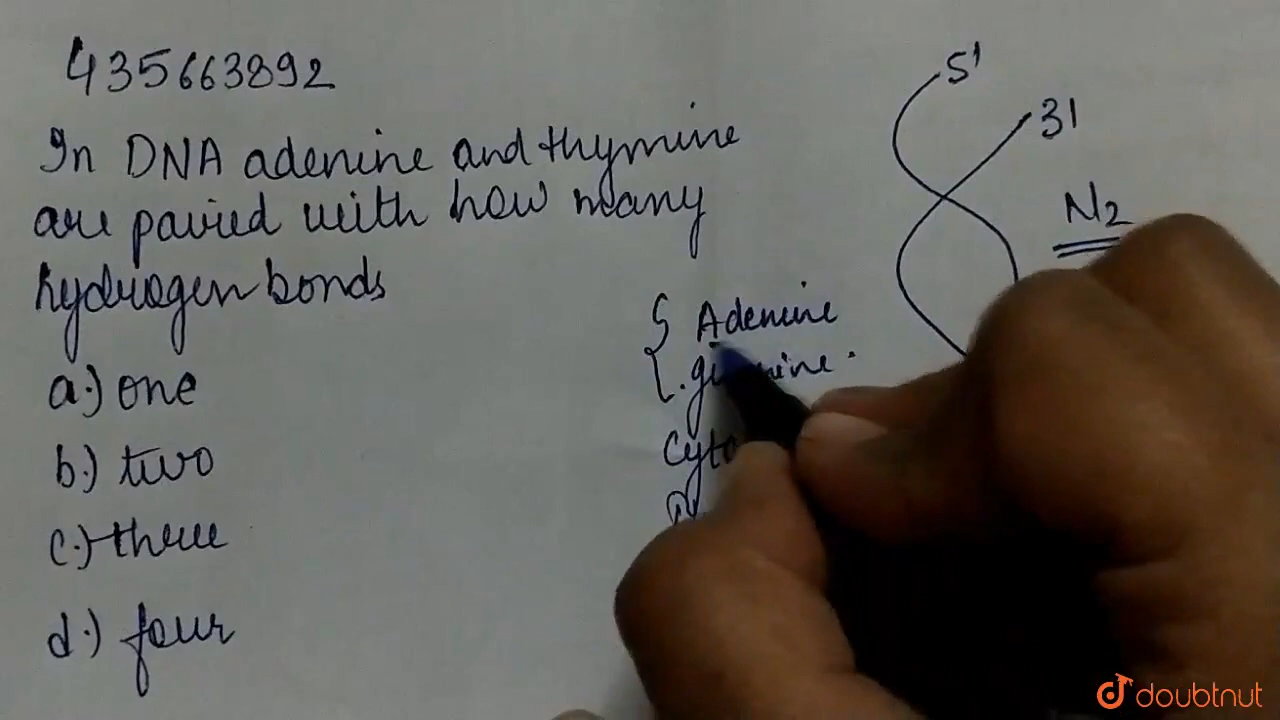 435663892
In DNA adenine and thymine
are paired with how many
hydrogen bonds
a.) one
b.) two
c.) three
d.) four
5'
3'
N2
Adenine
doubtnut